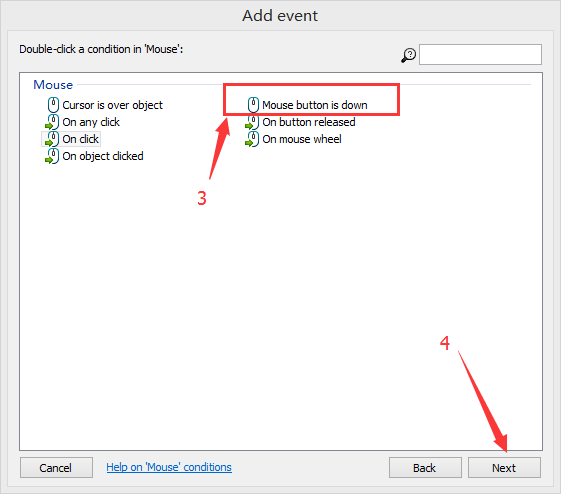 Add event
Double-click a condition in 'Mouse':
Mouse
Cursor is over object
Mouse button is down
On any click
On button released
On click
On mouse wheel
On object clicked
3
4
Cancel
Help on 'Mouse' conditions
Back
Next